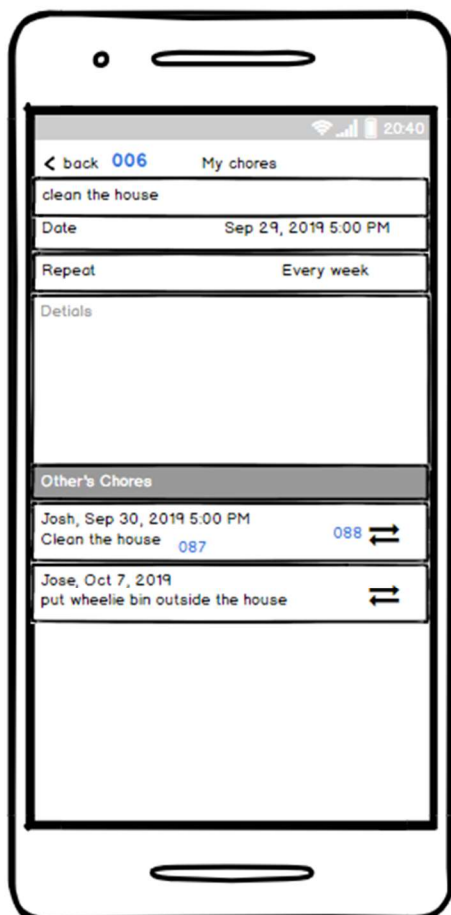 20:40
back 006 My chores
clean the house
Date Sep 29, 2019 5:00 PM
Repeat Every week
Detials
Other's Chores
Josh, Sep 30, 2019 5:00 PM
Clean the house 087 088
Jose, Oct 7, 2019
put wheelie bin outside the house